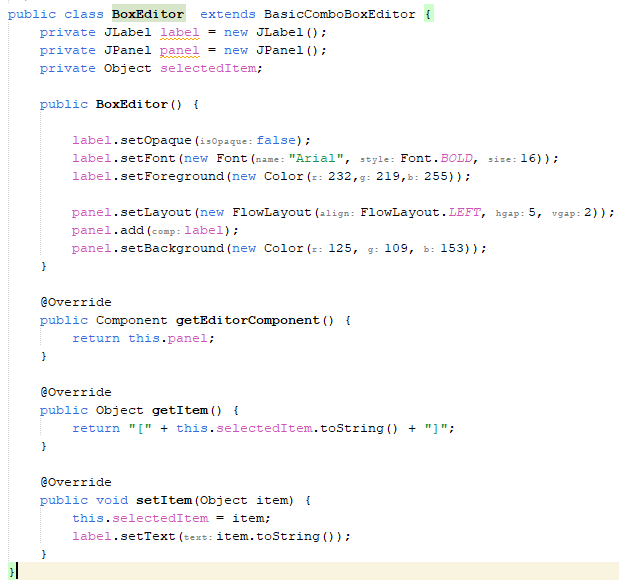 public class BoxEditor  extends BasicComboBoxEditor {
    private JLabel label = new JLabel();
    private JPanel panel = new JPanel();
    private Object selectedItem;

    public BoxEditor() {

        label.setOpaque(isOpaque: false);
        label.setFont(new Font(name: "Arial", style: Font.BOLD, size: 16));
        label.setForeground(new Color(r: 232,g: 219,b: 255));

        panel.setLayout(new FlowLayout(align: FlowLayout.LEFT, hgap: 5, vgap: 2));
        panel.add(comp: label);
        panel.setBackground(new Color(r: 125, g: 109, b: 153));
    }

    @Override
    public Component getEditorComponent() {
        return this.panel;
    }

    @Override
    public Object getItem() {
        return "[" + this.selectedItem.toString() + "]";
    }

    @Override
    public void setItem(Object item) {
        this.selectedItem = item;
        label.setText(text: item.toString());
    }
}